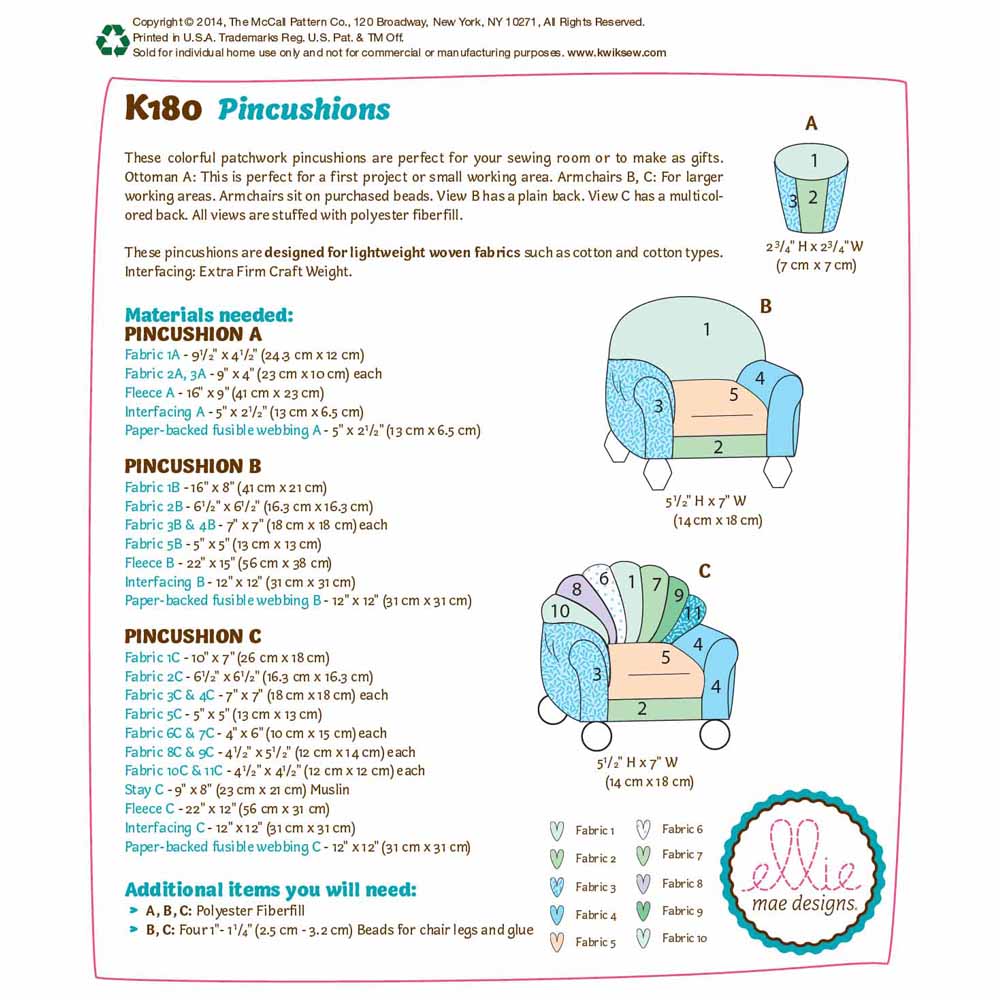 Copyright © 2014, The McCall Pattern Co., 120 Broadway, New York, NY 10271, All Rights Reserved.
Printed in U.S.A. Trademarks Reg. U.S. Pat. & TM Off.
Sold for individual home use only and not for commercial or manufacturing purposes. www.kwiksew.com
K180 Pincushions
These colorful patchwork pincushions are perfect for your sewing room or to make as gifts.
Ottoman A: This is perfect for a first project or small working area. Armchairs B, C: For larger
working areas. Armchairs sit on purchased beads. View B has a plain back. View C has a multicol-
ored back. All views are stuffed with polyester fiberfill.
These pincushions are designed for lightweight woven fabrics such as cotton and cotton types.
Interfacing: Extra Firm Craft Weight.
Materials needed:
PINCUSHION A
Fabric 1A - 9 1/2" x 4 1/2" (24.3 cm x 12 cm)
Fabric 2A, 3A - 9" x 4" (23 cm x 10 cm) each
Fleece A - 16" x 9" (41 cm x 23 cm)
Interfacing A - 5" x 2 1/2" (13 cm x 6.5 cm)
Paper-backed fusible webbing A - 5" x 2 1/2" (13 cm x 6.5 cm)
PINCUSHION B
Fabric 1B - 16" x 8" (41 cm x 21 cm)
Fabric 2B - 6 1/2" x 6 1/2" (16.3 cm x 16.3 cm)
Fabric 3B & 4B - 7" x 7" (18 cm x 18 cm) each
Fabric 5B - 5" x 5" (13 cm x 13 cm)
Fleece B - 22" x 15" (56 cm x 38 cm)
Interfacing B - 12" x 12" (31 cm x 31 cm)
Paper-backed fusible webbing B - 12" x 12" (31 cm x 31 cm)
PINCUSHION C
Fabric 1C - 10" x 7" (26 cm x 18 cm)
Fabric 2C - 6 1/2" x 6 1/2" (16.3 cm x 16.3 cm)
Fabric 3C & 4C - 7" x 7" (18 cm x 18 cm) each
Fabric 5C - 5" x 5" (13 cm x 13 cm)
Fabric 6C & 7C - 4" x 6" (10 cm x 15 cm) each
Fabric 8C & 9C - 4 1/2" x 5 1/2" (12 cm x 14 cm) each
Fabric 10C & 11C - 4 1/2" x 4 1/2" (12 cm x 12 cm) each
Stay C - 9" x 8" (23 cm x 21 cm) Muslin
Fleece C - 22" x 12" (56 cm x 31 cm)
Interfacing C - 12" x 12" (31 cm x 31 cm)
Paper-backed fusible webbing C - 12" x 12" (31 cm x 31 cm)
Additional items you will need:
➤ A, B, C: Polyester Fiberfill
➤ B, C: Four 1" - 1 1/4" (2.5 cm - 3.2 cm) Beads for chair legs and glue
A
1
3 2
2 3/4" H x 2 3/4" W
(7 cm x 7 cm)
B
1
4
5
3
2
5 1/2" H x 7" W
(14 cm x 18 cm)
C
6 1 7
8 9
10 11
4
5
3 4
2
5 1/2" H x 7" W
(14 cm x 18 cm)
Fabric 1
Fabric 2
Fabric 3
Fabric 4
Fabric 5
Fabric 6
Fabric 7
Fabric 8
Fabric 9
Fabric 10
ellie
mae designs.